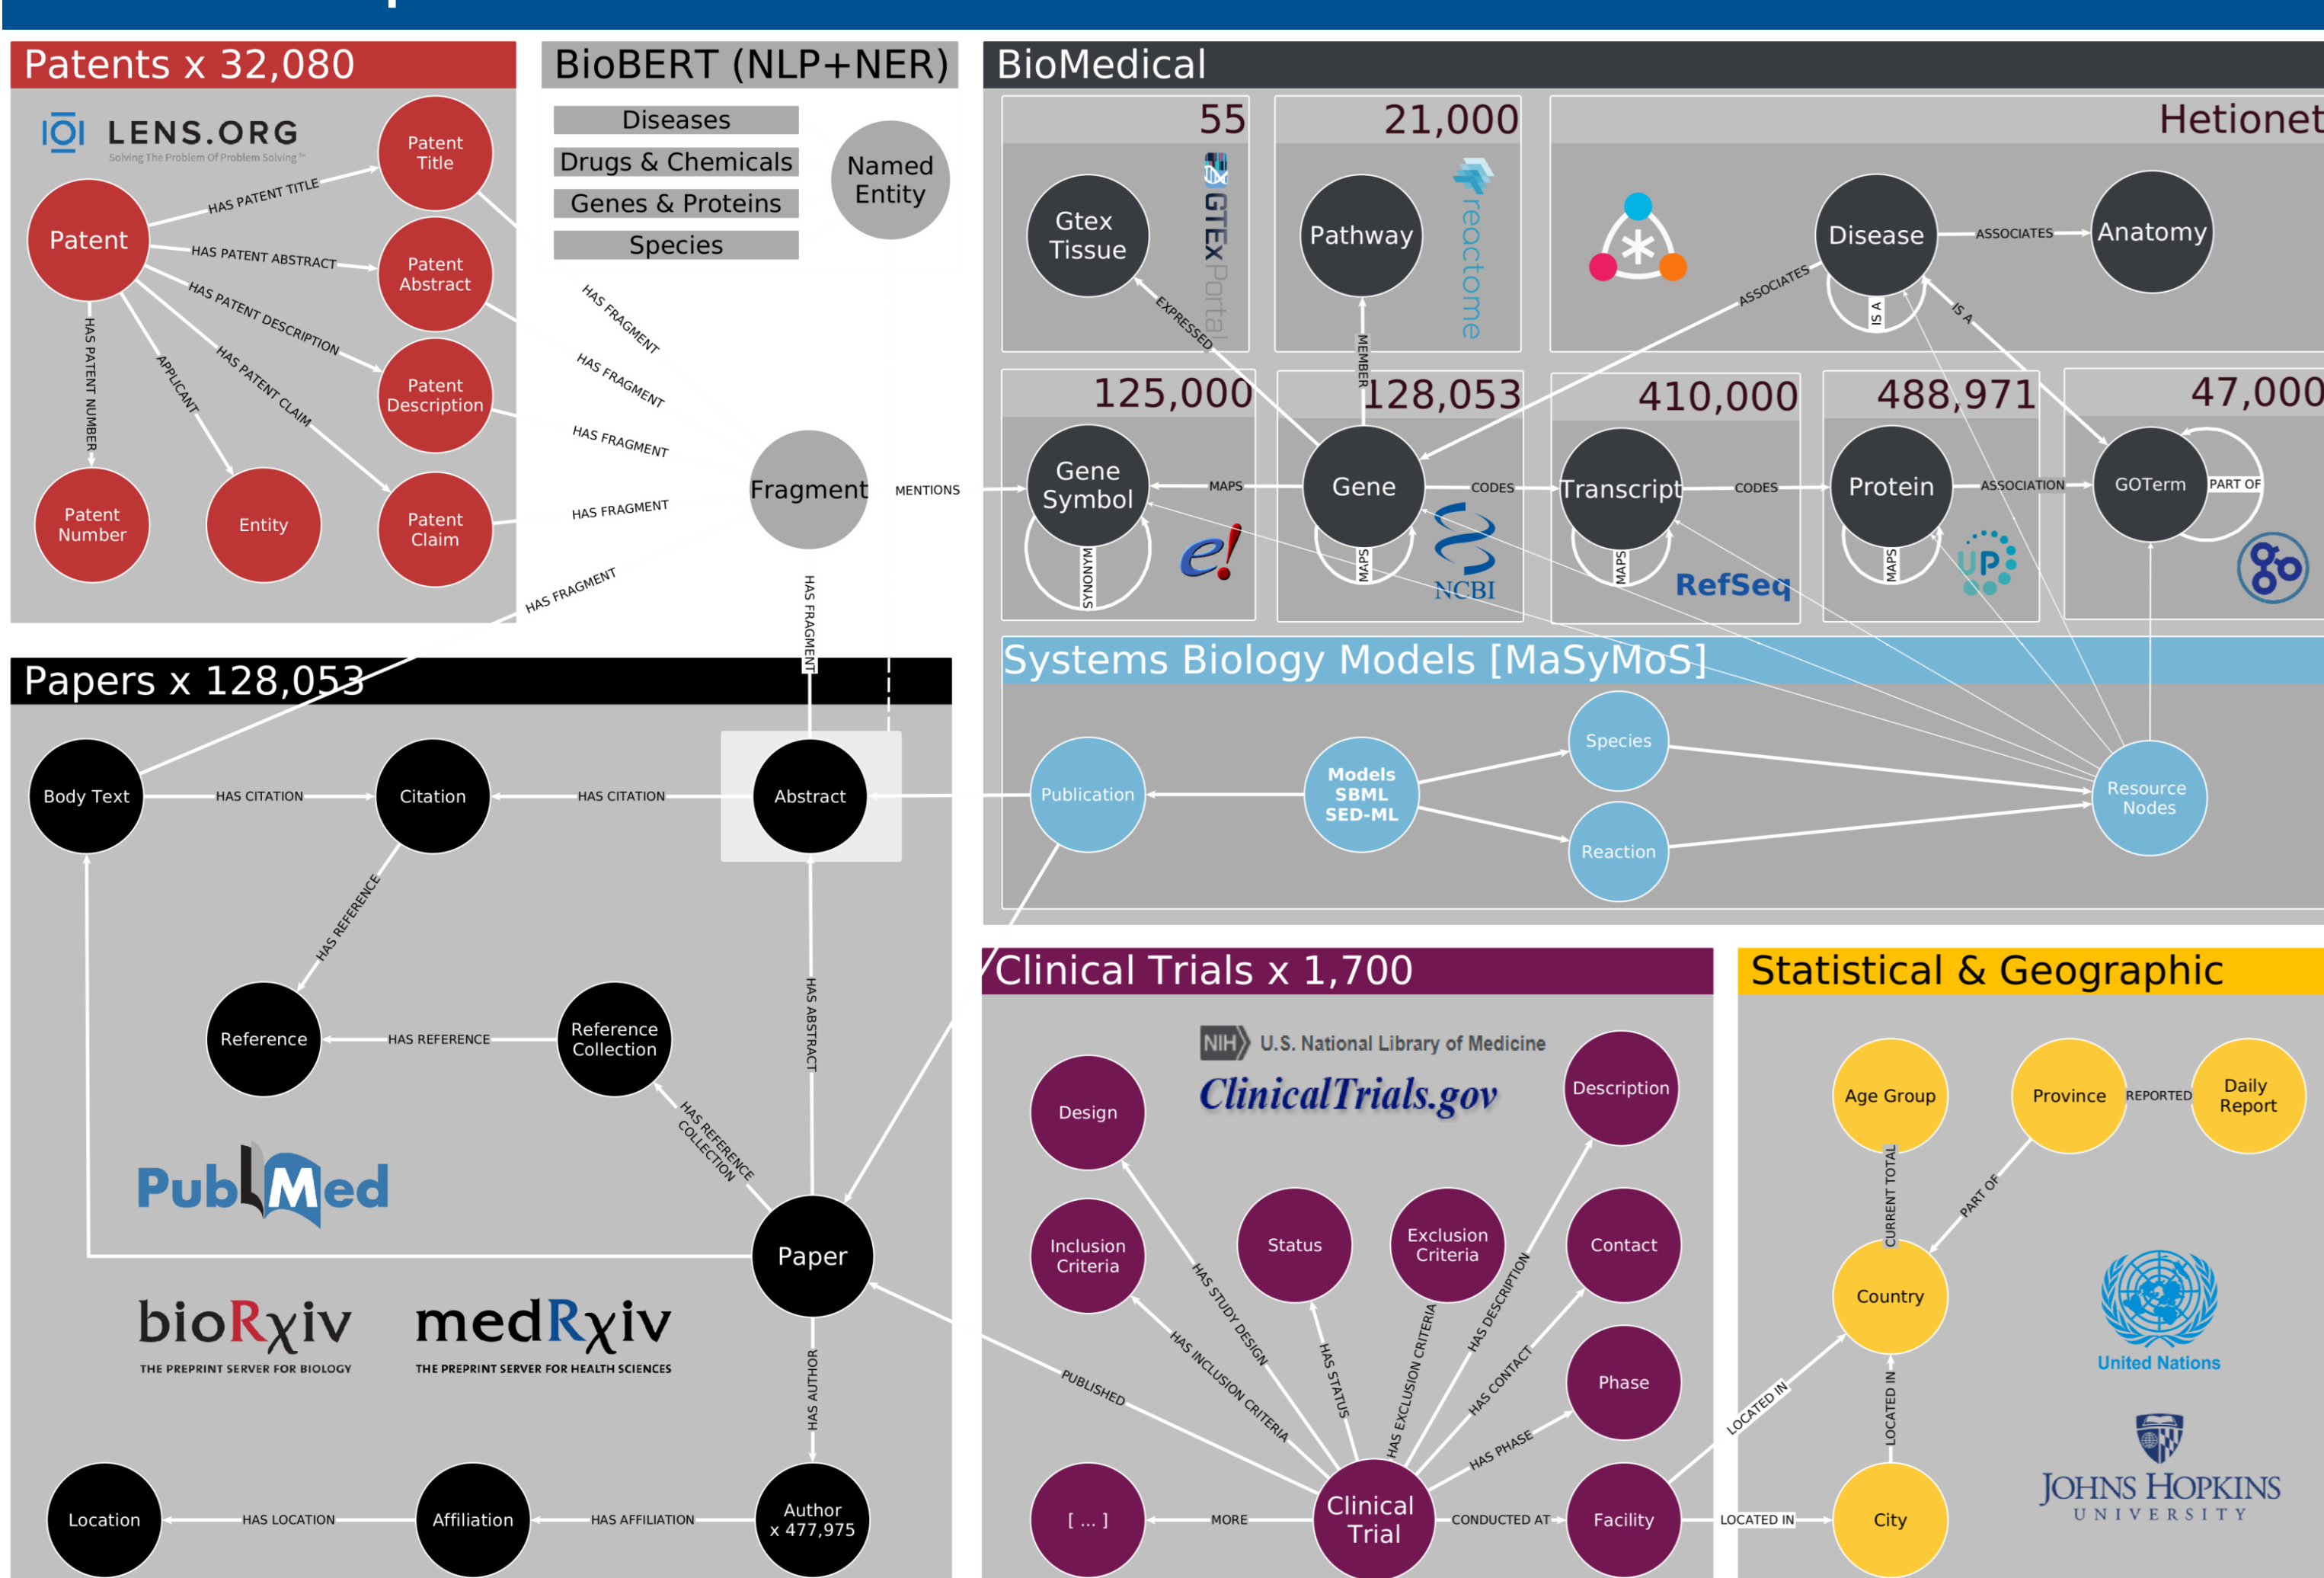 Patents x 32,080
LENS.ORG
Solving The Problem Of Problem Solving™
Patent
Patent
Title
Patent
Abstract
Patent
Description
Patent
Claim
Patent
Number
Entity
HAS PATENT TITLE
HAS PATENT ABSTRACT
HAS PATENT DESCRIPTION
HAS PATENT CLAIM
APPLICANT
HAS PATENT NUMBER
BioBERT (NLP+NER)
Diseases
Drugs & Chemicals
Genes & Proteins
Species
Named
Entity
HAS FRAGMENT
HAS FRAGMENT
HAS FRAGMENT
HAS FRAGMENT
HAS FRAGMENT
HAS FRAGMENT
Fragment
MENTIONS
BioMedical
55
Gtex
Tissue
GTEx Portal
21,000
Pathway
reactome
Hetionet
Disease
ASSOCIATES
Anatomy
IS A
IS A
ASSOCIATES
EXPRESSED
MEMBER
125,000
Gene
Symbol
SYNONYM
e!
MAPS
128,053
Gene
MAPS
NCBI
CODES
410,000
Transcript
MAPS
RefSeq
CODES
488,971
Protein
MAPS
UP
ASSOCIATION
47,000
GOTerm
PART OF
go
Systems Biology Models [MaSyMoS]
Publication
Models
SBML
SED-ML
Species
Reaction
Resource
Nodes
Papers x 128,053
Body Text
HAS CITATION
Citation
HAS CITATION
Abstract
HAS REFERENCE
Reference
HAS REFERENCE
Reference
Collection
HAS ABSTRACT
HAS REFERENCE
COLLECTION
PubMed
Paper
bioRχiv
THE PREPRINT SERVER FOR BIOLOGY
medRχiv
THE PREPRINT SERVER FOR HEALTH SCIENCES
HAS AUTHOR
Location
HAS LOCATION
Affiliation
HAS AFFILIATION
Author
x 477,975
Clinical Trials x 1,700
NIH U.S. National Library of Medicine
ClinicalTrials.gov
Design
Description
Inclusion
Criteria
Status
Exclusion
Criteria
Contact
Phase
HAS STUDY DESIGN
HAS INCLUSION CRITERIA
HAS STATUS
HAS EXCLUSION CRITERIA
HAS DESCRIPTION
HAS CONTACT
HAS PHASE
PUBLISHED
[ ... ]
MORE
Clinical
Trial
CONDUCTED AT
Facility
LOCATED IN
LOCATED IN
Statistical & Geographic
Age Group
Province
REPORTED
Daily
Report
CURRENT TOTAL
PART OF
Country
LOCATED IN
City
United Nations
JOHNS HOPKINS
UNIVERSITY